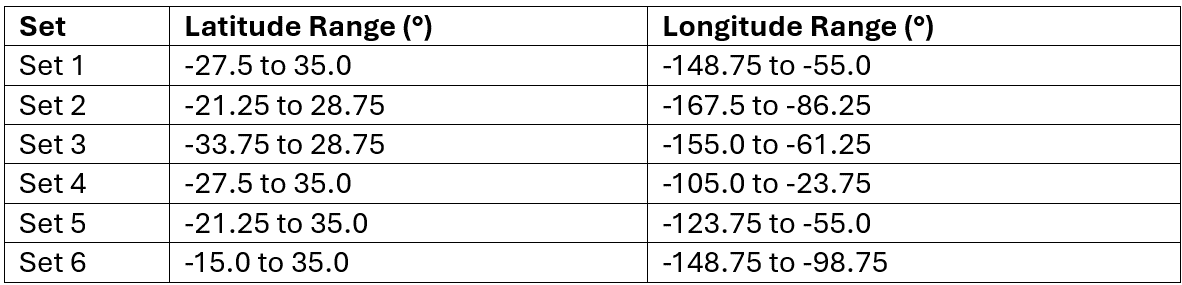 Set Latitude Range (°) Longitude Range (°)
Set 1 -27.5 to 35.0 -148.75 to -55.0
Set 2 -21.25 to 28.75 -167.5 to -86.25
Set 3 -33.75 to 28.75 -155.0 to -61.25
Set 4 -27.5 to 35.0 -105.0 to -23.75
Set 5 -21.25 to 35.0 -123.75 to -55.0
Set 6 -15.0 to 35.0 -148.75 to -98.75